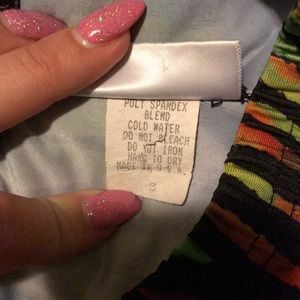 POLY SPANDEX
BLEND
COLD WATER
DO NOT BLEACH
DO NOT IRON
HANG TO DRY
MADE IN U.S.A.
S